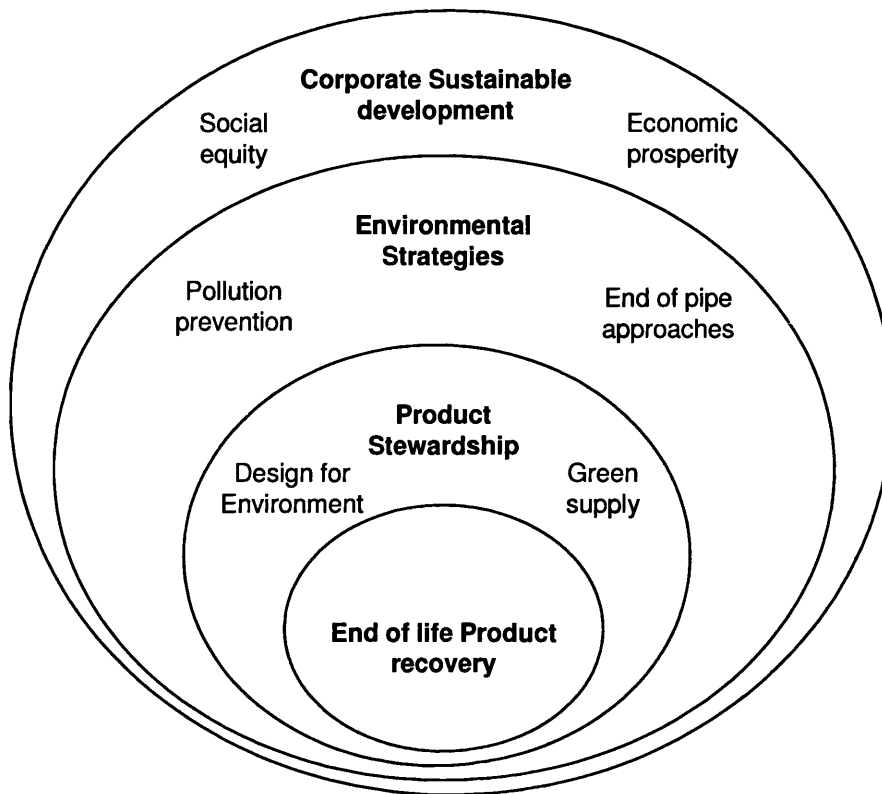 Corporate Sustainable
development
Social
equity
Economic
prosperity
Environmental
Strategies
Pollution
prevention
End of pipe
approaches
Product
Stewardship
Design for
Environment
Green
supply
End of life Product
recovery